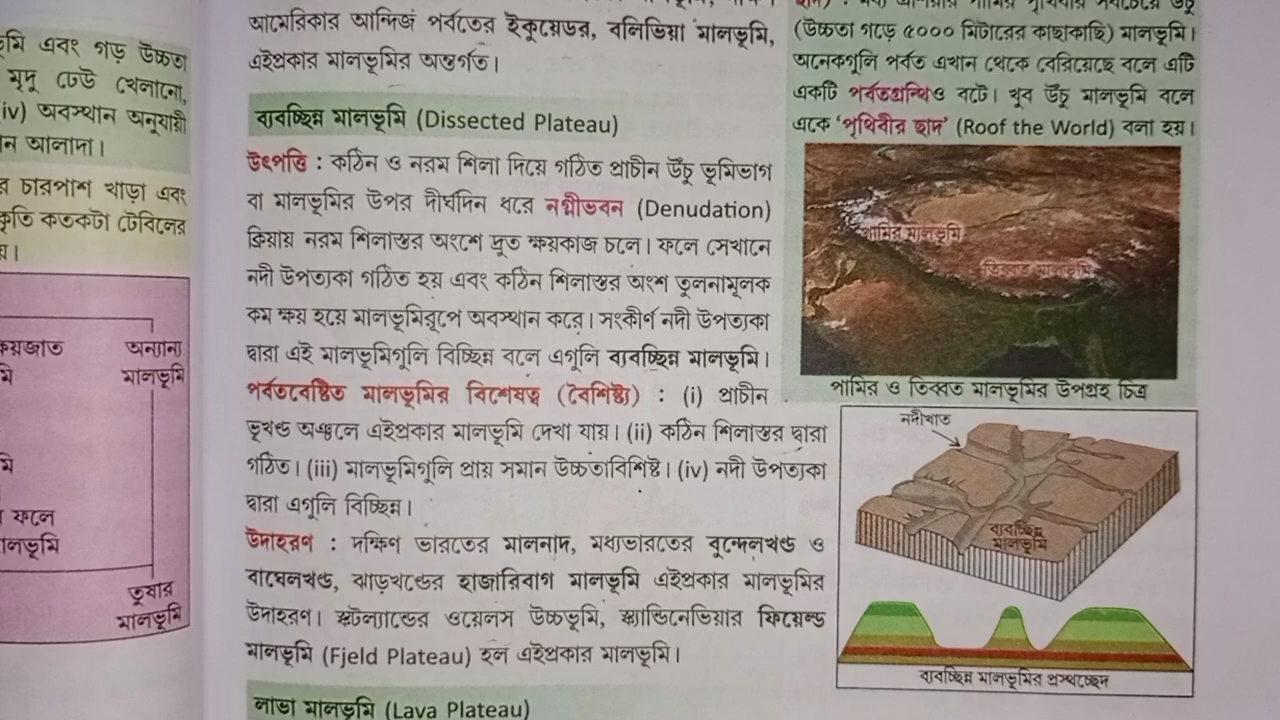 ভূমি এবং গড় উচ্চতা
মৃদু ঢেউ খেলানো,
(iv) অবস্থান অনুযায়ী
আলাদা।
র চারপাশ খাড়া এবং
কৃতি কতকটা টেবিলের
য়।
ক্ষয়জাত অন্যান্য
মি মালভূমি
মি
ফলে
মালভূমি
তুষার
মালভূমি
আমেরিকার আন্দিজ পর্বতের ইকুয়েডর, বলিভিয়া মালভূমি,
এইপ্রকার মালভূমির অন্তর্গত।
ব্যবচ্ছিন্ন মালভূমি (Dissected Plateau)
উৎপত্তি : কঠিন ও নরম শিলা দিয়ে গঠিত প্রাচীন উঁচু ভূমিভাগ
বা মালভূমির উপর দীর্ঘদিন ধরে নগ্নীভবন (Denudation)
ক্রিয়ায় নরম শিলাস্তর অংশে দ্রুত ক্ষয়কাজ চলে। ফলে সেখানে
নদী উপত্যকা গঠিত হয় এবং কঠিন শিলাস্তর অংশ তুলনামূলক
কম ক্ষয় হয়ে মালভূমিরূপে অবস্থান করে। সংকীর্ণ নদী উপত্যকা
দ্বারা এই মালভূমিগুলি বিচ্ছিন্ন বলে এগুলি ব্যবচ্ছিন্ন মালভূমি।
পর্বতবেষ্টিত মালভূমির বিশেষত্ব (বৈশিষ্ট্য) : (i) প্রাচীন
ভূখণ্ড অঞ্চলে এইপ্রকার মালভূমি দেখা যায়। (ii) কঠিন শিলাস্তর দ্বারা
গঠিত। (iii) মালভূমিগুলি প্রায় সমান উচ্চতাবিশিষ্ট। (iv) নদী উপত্যকা
দ্বারা এগুলি বিচ্ছিন্ন।
উদাহরণ : দক্ষিণ ভারতের মালনাদ, মধ্যভারতের বুন্দেলখণ্ড ও
বাঘেলখণ্ড, ঝাড়খণ্ডের হাজারিবাগ মালভূমি এইপ্রকার মালভূমির
উদাহরণ। স্কটল্যান্ডের ওয়েলস উচ্চভূমি, স্ক্যান্ডিনেভিয়ার ফিয়েল্ড
মালভূমি (Fjeld Plateau) হল এইপ্রকার মালভূমি।
লাভা মালভূমি (Lava Plateau)
(উচ্চতা গড়ে ৫০০০ মিটারের কাছাকাছি) মালভূমি।
অনেকগুলি পর্বত এখান থেকে বেরিয়েছে বলে এটি
একটি পর্বতগ্রন্থিও বটে। খুব উঁচু মালভূমি বলে
একে ‘পৃথিবীর ছাদ’ (Roof the World) বলা হয়।
পামির মালভূমি
তিব্বত মালভূমি
পামির ও তিব্বত মালভূমির উপগ্রহ চিত্র
নদীখাত
ব্যবচ্ছিন্ন
মালভূমি
ব্যবচ্ছিন্ন মালভূমির প্রস্থচ্ছেদ